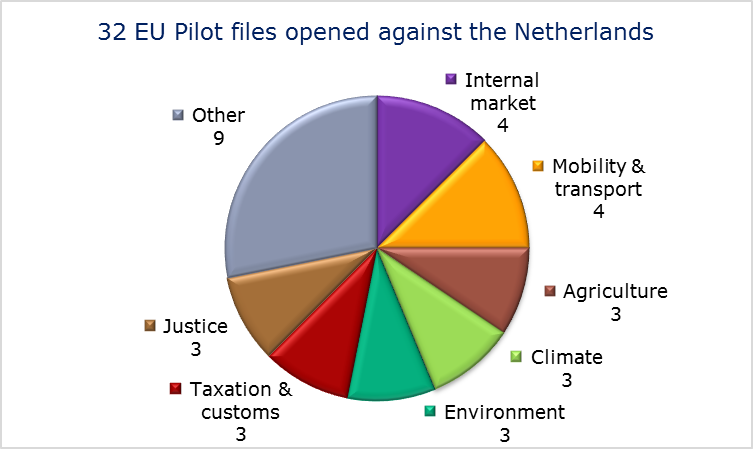 32 EU Pilot files opened against the Netherlands
Internal
market
4
Mobility &
transport
4
Agriculture
3
Climate
3
Environment
3
Taxation &
customs
3
Justice
3
Other
9